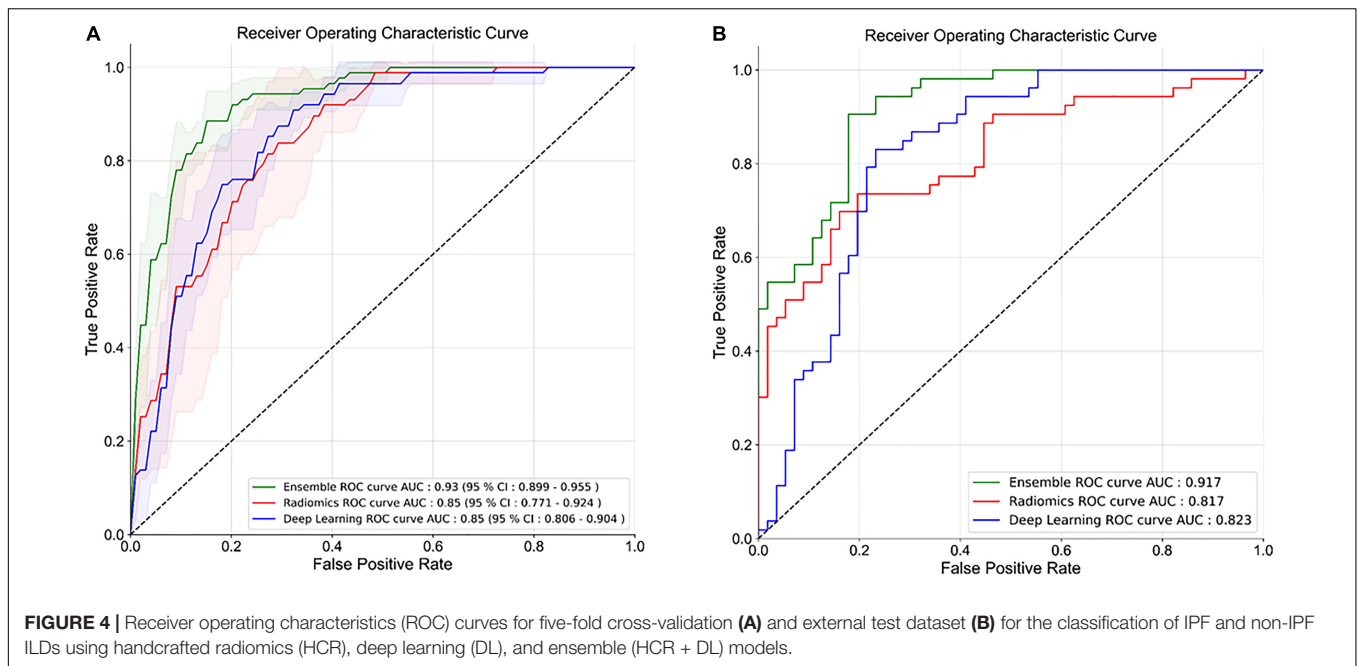 A
Receiver Operating Characteristic Curve
1.0
0.8
0.6
0.4
0.2
0.0
True Positive Rate
Ensemble ROC curve AUC : 0.93 (95 % CI : 0.899 - 0.955 )
Radiomics ROC curve AUC : 0.85 (95 % CI : 0.771 - 0.924 )
Deep Learning ROC curve AUC : 0.85 (95 % CI : 0.806 - 0.904 )
0.0 0.2 0.4 0.6 0.8 1.0
False Positive Rate
B
Receiver Operating Characteristic Curve
1.0
0.8
0.6
0.4
0.2
0.0
True Positive Rate
Ensemble ROC curve AUC : 0.917
Radiomics ROC curve AUC : 0.817
Deep Learning ROC curve AUC : 0.823
0.0 0.2 0.4 0.6 0.8 1.0
False Positive Rate
FIGURE 4 | Receiver operating characteristics (ROC) curves for five-fold cross-validation (A) and external test dataset (B) for the classification of IPF and non-IPF
ILDs using handcrafted radiomics (HCR), deep learning (DL), and ensemble (HCR + DL) models.